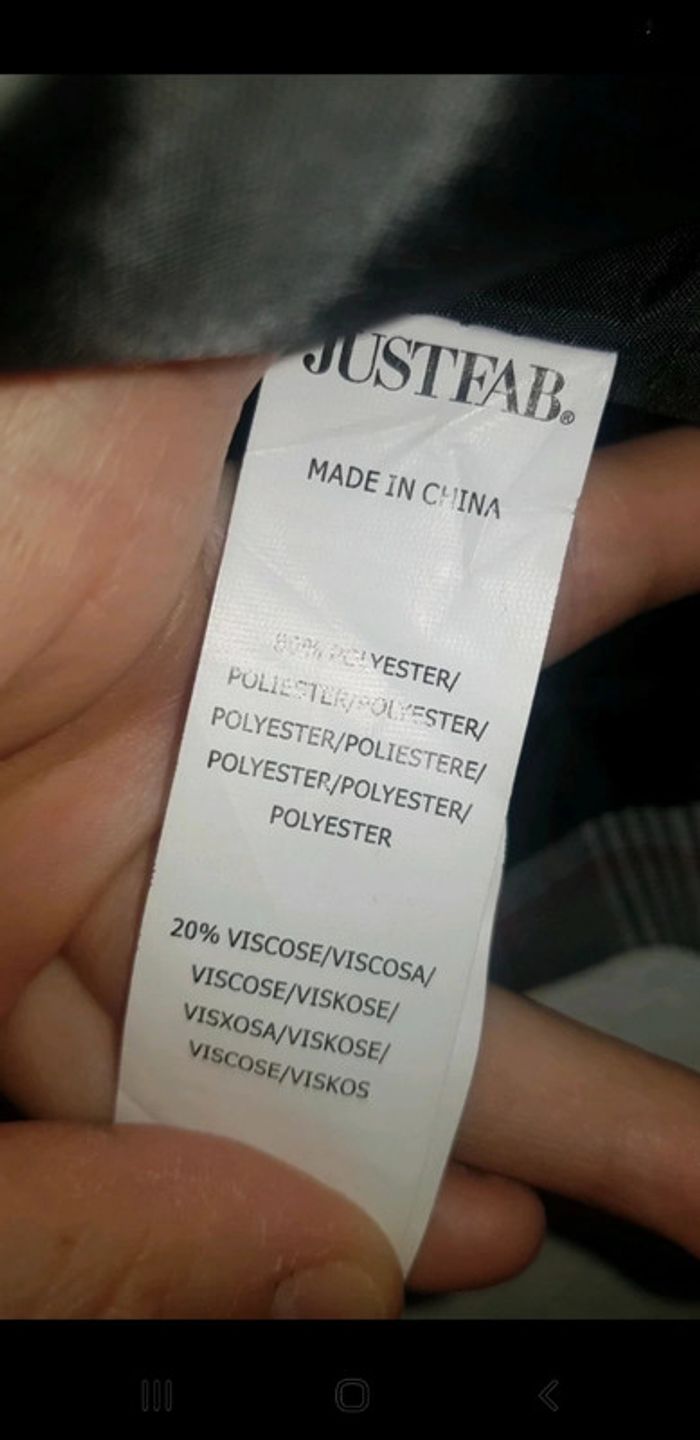 JUSTFAB®
MADE IN CHINA
80% POLYESTER/
POLIESTER/POLYESTER/
POLYESTER/POLIESTERE/
POLYESTER/POLYESTER/
POLYESTER
20% VISCOSE/VISCOSA/
VISCOSE/VISKOSE/
VISXOSA/VISKOSE/
VISCOSE/VISKOS